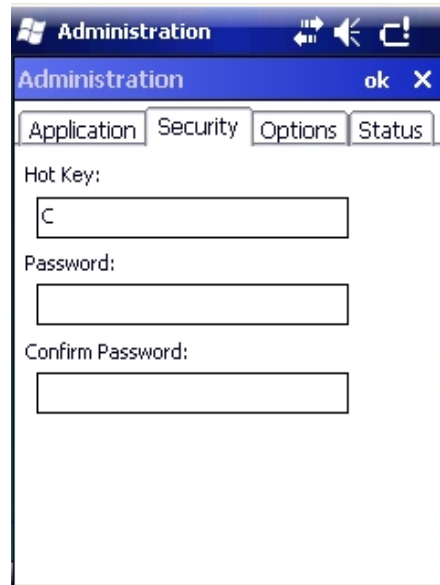 Administration
Administration ok X
Application Security Options Status
Hot Key:
C
Password:
Confirm Password: